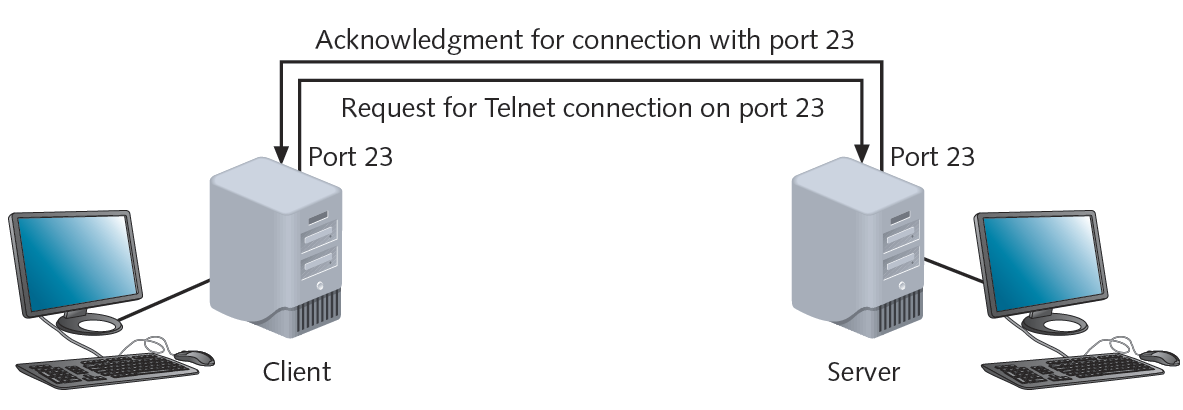 Acknowledgment for connection with port 23
Request for Telnet connection on port 23
Port 23
Port 23
Client
Server